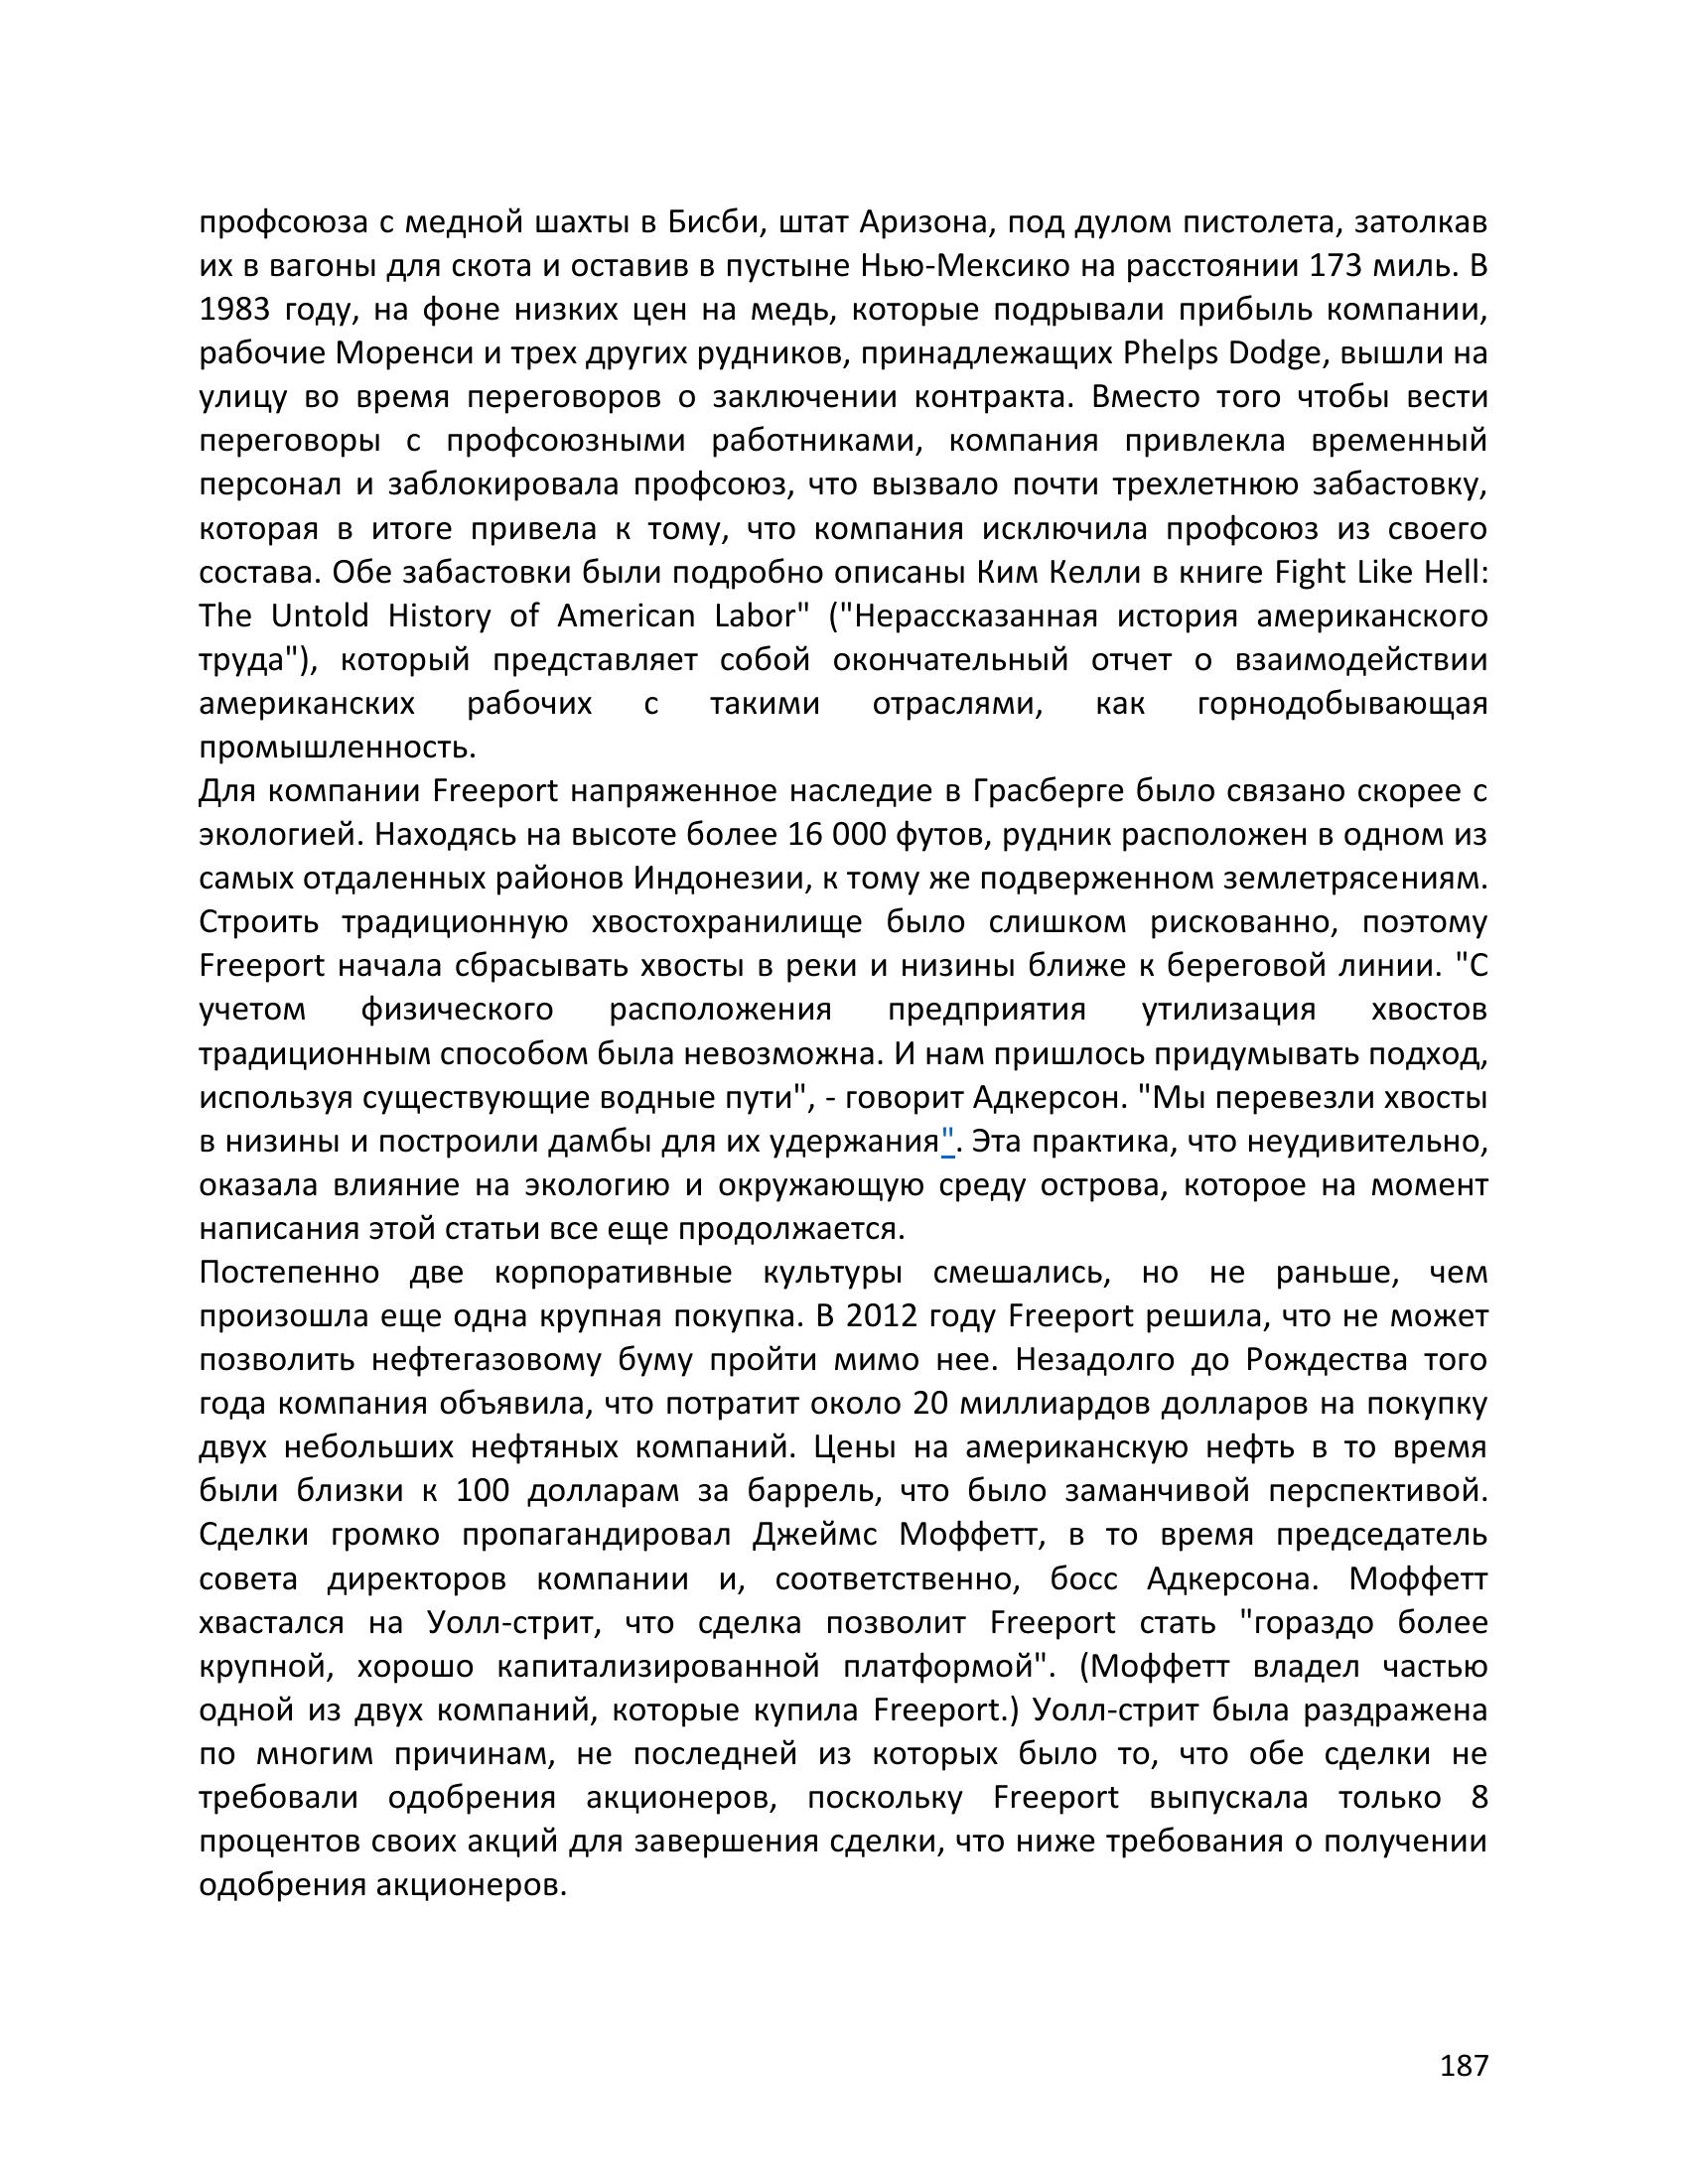 профсоюза с медной шахты в Бисби, штат Аризона, под дулом пистолета, затолкав
их в вагоны для скота и оставив в пустыне Нью-Мексико на расстоянии 173 миль. В
1983 году, на фоне низких цен на медь, которые подрывали прибыль компании,
рабочие Моренси и трех других рудников, принадлежащих Phelps Dodge, вышли на
улицу во время переговоров о заключении контракта. Вместо того чтобы вести
переговоры с профсоюзными работниками, компания привлекла временный
персонал и заблокировала профсоюз, что вызвало почти трехлетнюю забастовку,
которая в итоге привела к тому, что компания исключила профсоюз из своего
состава. Обе забастовки были подробно описаны Ким Келли в книге Fight Like Hell:
The Untold History of American Labor" ("Нерассказанная история американского
труда"), который представляет собой окончательный отчет о взаимодействии
американских рабочих с такими отраслями, как горнодобывающая
промышленность.
Для компании Freeport напряженное наследие в Грасберге было связано скорее с
экологией. Находясь на высоте более 16 000 футов, рудник расположен в одном из
самых отдаленных районов Индонезии, к тому же подверженном землетрясениям.
Строить традиционную хвостохранилище было слишком рискованно, поэтому
Freeport начала сбрасывать хвосты в реки и низины ближе к береговой линии. "С
учетом физического расположения предприятия утилизация хвостов
традиционным способом была невозможна. И нам пришлось придумывать подход,
используя существующие водные пути", - говорит Адкерсон. "Мы перевезли хвосты
в низины и построили дамбы для их удержания". Эта практика, что неудивительно,
оказала влияние на экологию и окружающую среду острова, которое на момент
написания этой статьи все еще продолжается.
Постепенно две корпоративные культуры смешались, но не раньше, чем
произошла еще одна крупная покупка. В 2012 году Freeport решила, что не может
позволить нефтегазовому буму пройти мимо нее. Незадолго до Рождества того
года компания объявила, что потратит около 20 миллиардов долларов на покупку
двух небольших нефтяных компаний. Цены на американскую нефть в то время
были близки к 100 долларам за баррель, что было заманчивой перспективой.
Сделки громко пропагандировал Джеймс Моффетт, в то время председатель
совета директоров компании и, соответственно, босс Адкерсона. Моффетт
хвастался на Уолл-стрит, что сделка позволит Freeport стать "гораздо более
крупной, хорошо капитализированной платформой". (Моффетт владел частью
одной из двух компаний, которые купила Freeport.) Уолл-стрит была раздражена
по многим причинам, не последней из которых было то, что обе сделки не
требовали одобрения акционеров, поскольку Freeport выпускала только 8
процентов своих акций для завершения сделки, что ниже требования о получении
одобрения акционеров.
187